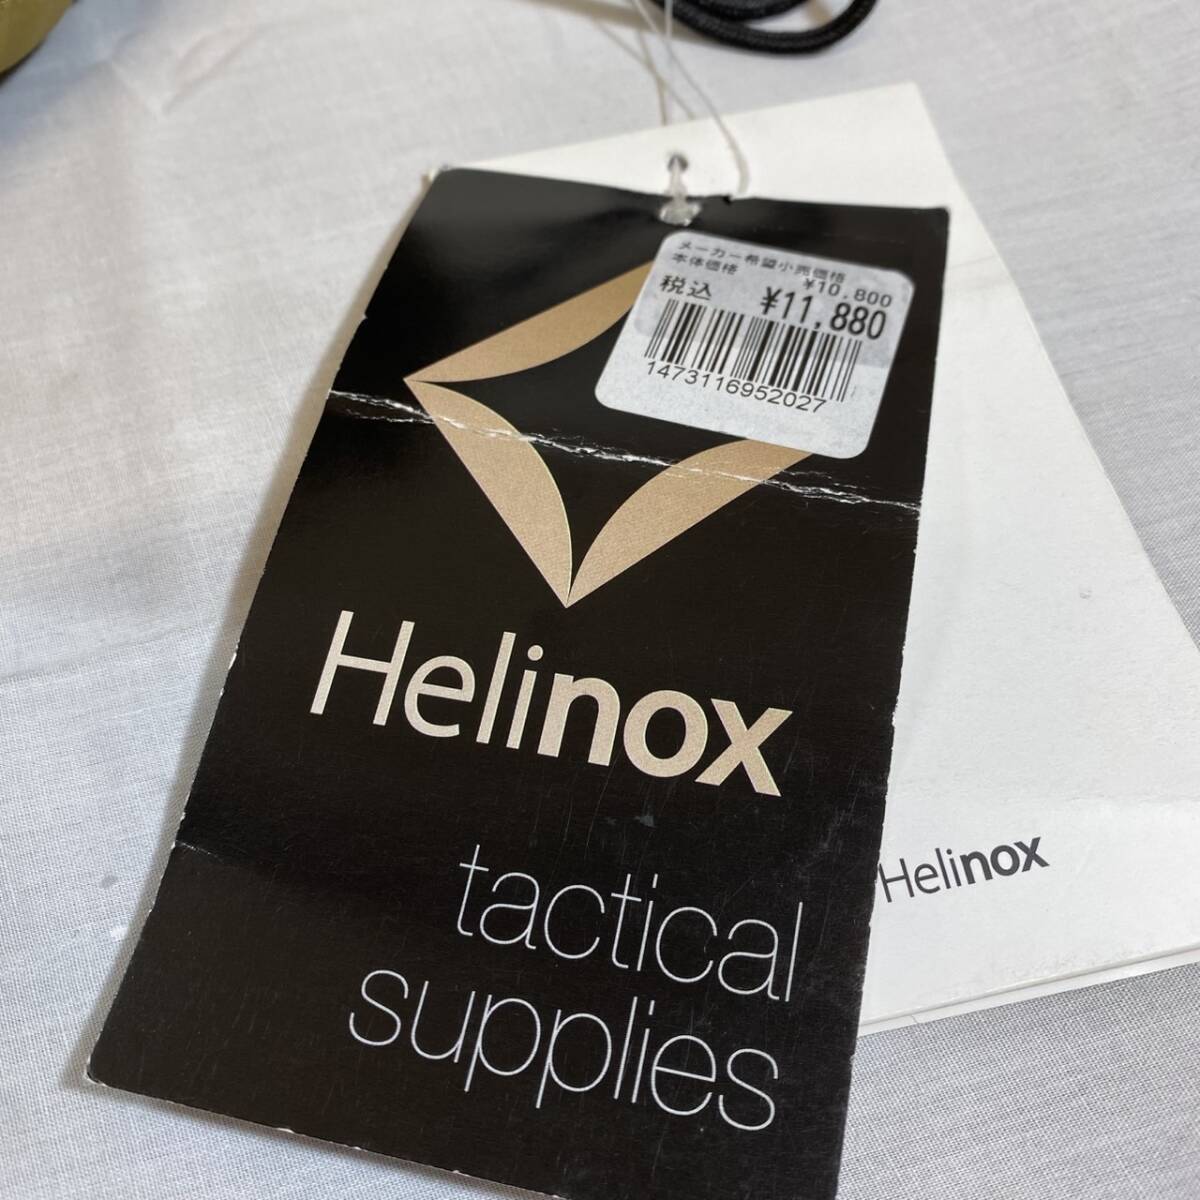 メーカー希望小売価格
本体価格 ¥10,800
税込 ¥11,880
1473116952027
Helinox
tactical
supplies
Helinox